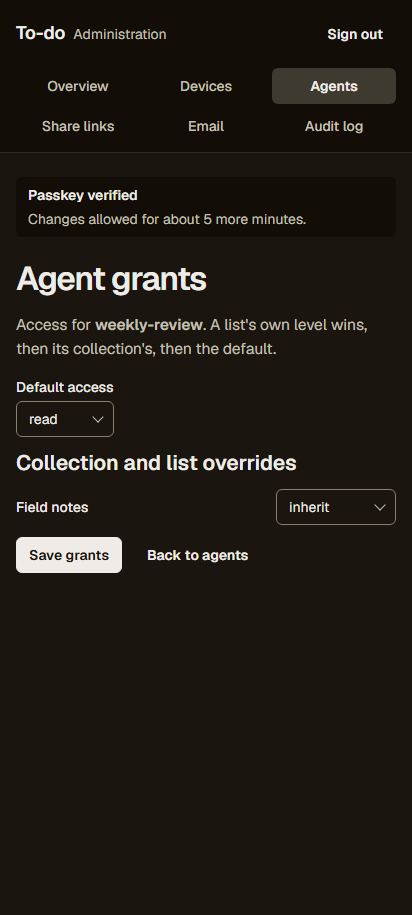 To-do Administration
Sign out
Overview
Devices
Agents
Share links
Email
Audit log
Passkey verified
Changes allowed for about 5 more minutes.
Agent grants
Access for weekly-review. A list's own level wins,
then its collection's, then the default.
Default access
read
Collection and list overrides
Field notes
inherit
Save grants
Back to agents